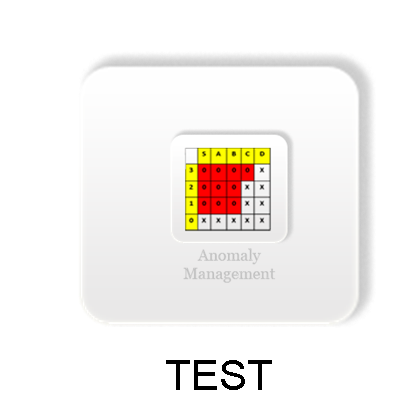 S A B C D
3 0 0 0 0 X
2 0 0 0 X X
1 0 0 0 X X
0 X X X X X
Anomaly
Management
TEST